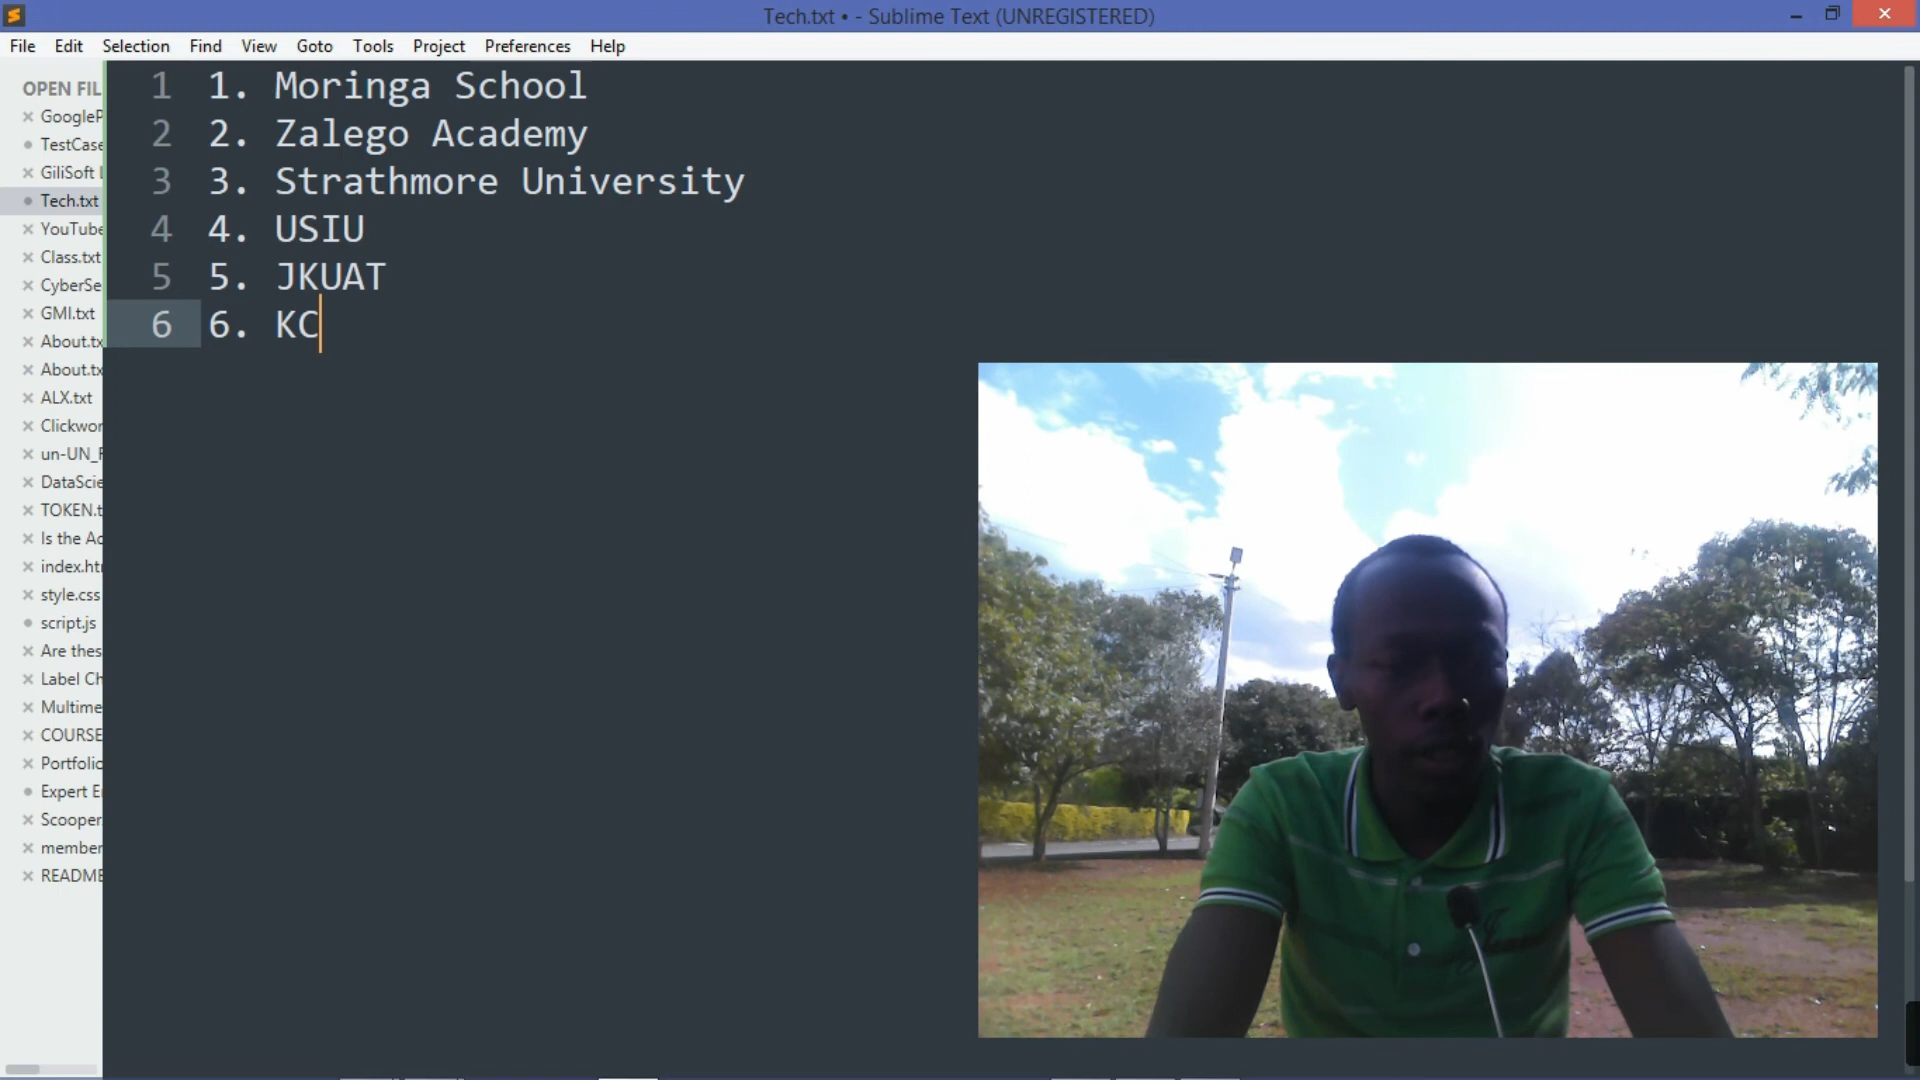 Tech.txt • - Sublime Text (UNREGISTERED)
File Edit Selection Find View Goto Tools Project Preferences Help
OPEN FIL
GoogleP
TestCase
GiliSoft
Tech.txt
YouTube
Class.txt
CyberSe
GMI.txt
About.tx
About.tx
ALX.txt
Clickwor
un-UN_F
DataScie
TOKEN.t
Is the Ac
index.htr
style.css
script.js
Are thes
Label Ch
Multime
COURSE
Portfolio
Expert E
Scooper
member
README
1 1. Moringa School
2 2. Zalego Academy
3 3. Strathmore University
4 4. USIU
5 5. JKUAT
6 6. KC